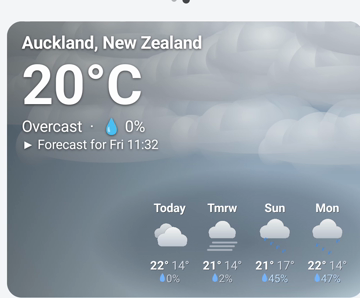 Auckland, New Zealand
20°C
Overcast · 0%
► Forecast for Fri 11:32
Today Tmrw Sun Mon
22° 14° 21° 14° 21° 17° 22° 14°
0% 2% 45% 47%